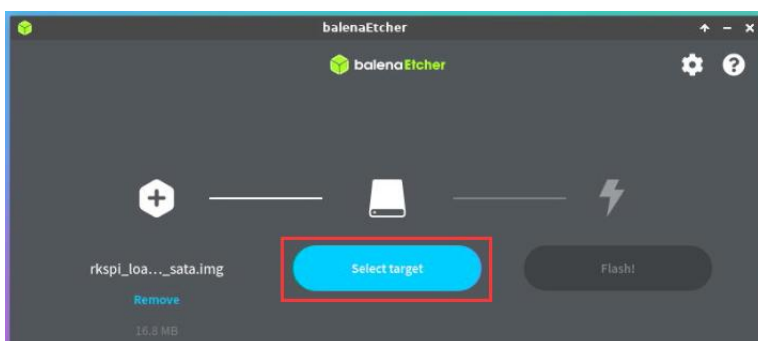 balenaEtcher
balenaEtcher
rkspi_loa..._sata.img
Select target
Flash!
Remove
16.8 MB